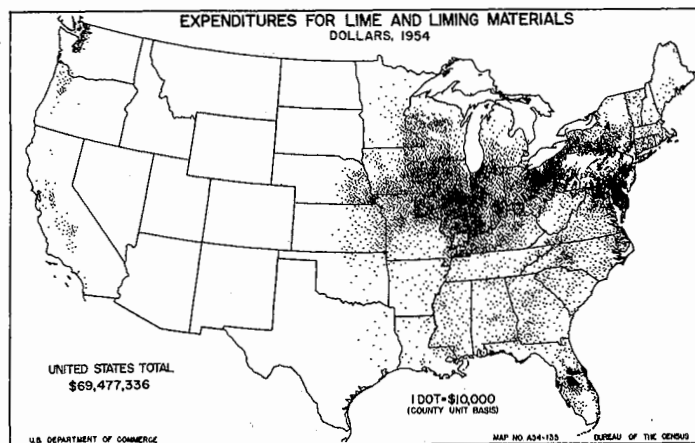 EXPENDITURES FOR LIME AND LIMING MATERIALS
DOLLARS, 1954
UNITED STATES TOTAL
$69,477,336
1 DOT=$10,000
(COUNTY UNIT BASIS)
U.S. DEPARTMENT OF COMMERCE
MAP NO. A54-135
BUREAU OF THE CENSUS